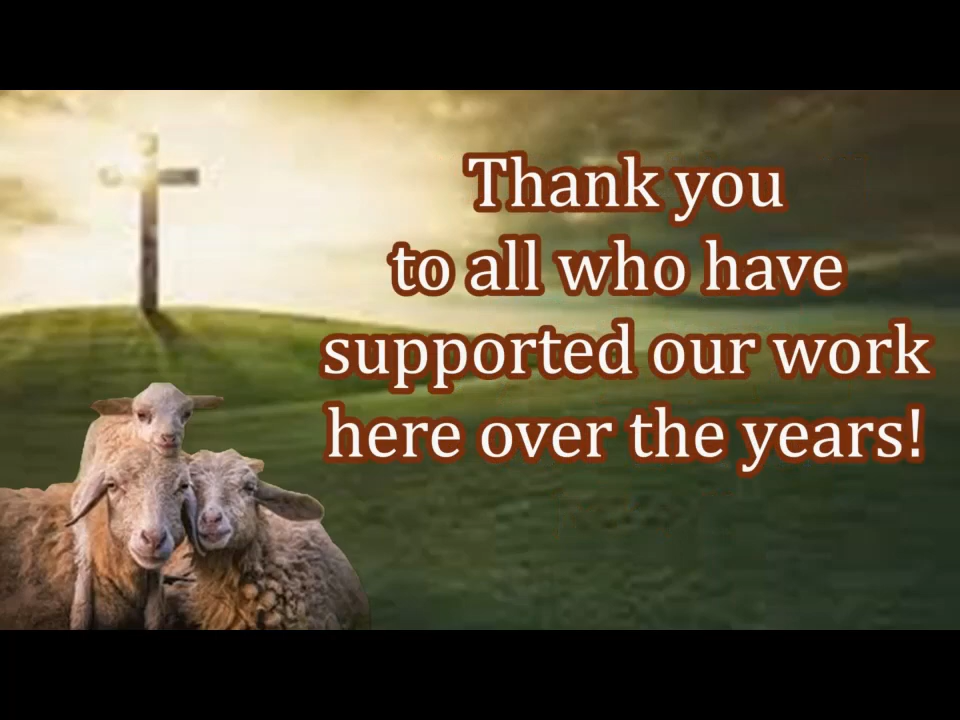 Thank you
to all who have
supported our work
here over the years!